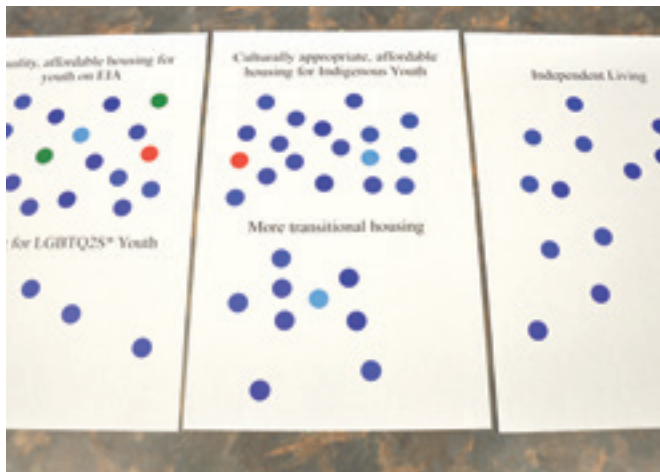 affordable housing for
youth on EIA
for LGBTQ2S* Youth
Culturally appropriate, affordable
housing for Indigenous Youth
More transitional housing
Independent Living